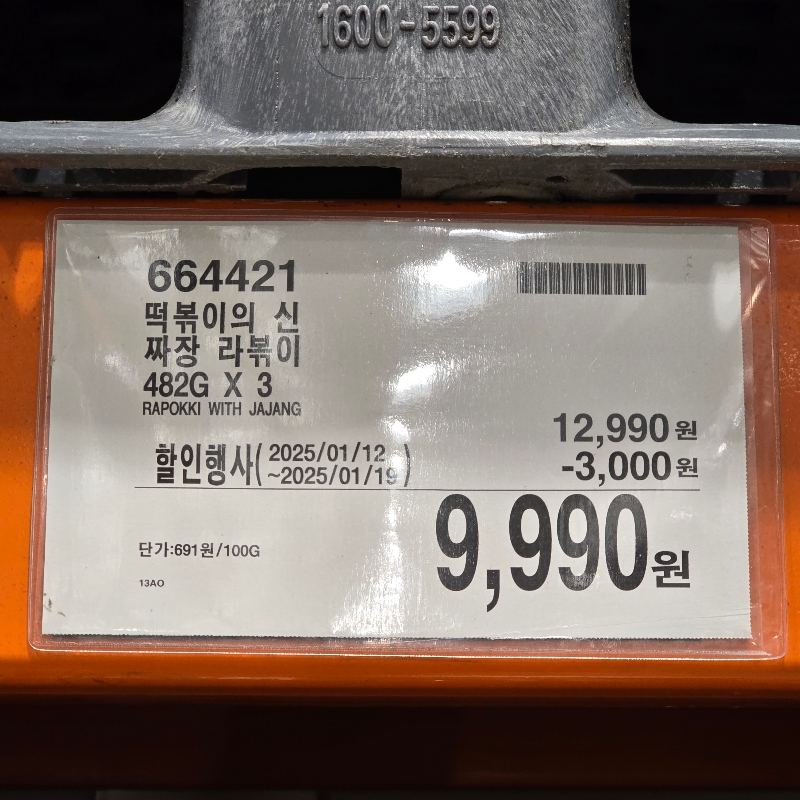 1600-5599
664421
떡볶이의 신
짜장 라볶이
482G X 3
RAPOKKI WITH JAJANG
12,990원
할인행사( 2025/01/12 ~2025/01/19 )
-3,000원
9,990원
단가:691원/100G
13AO